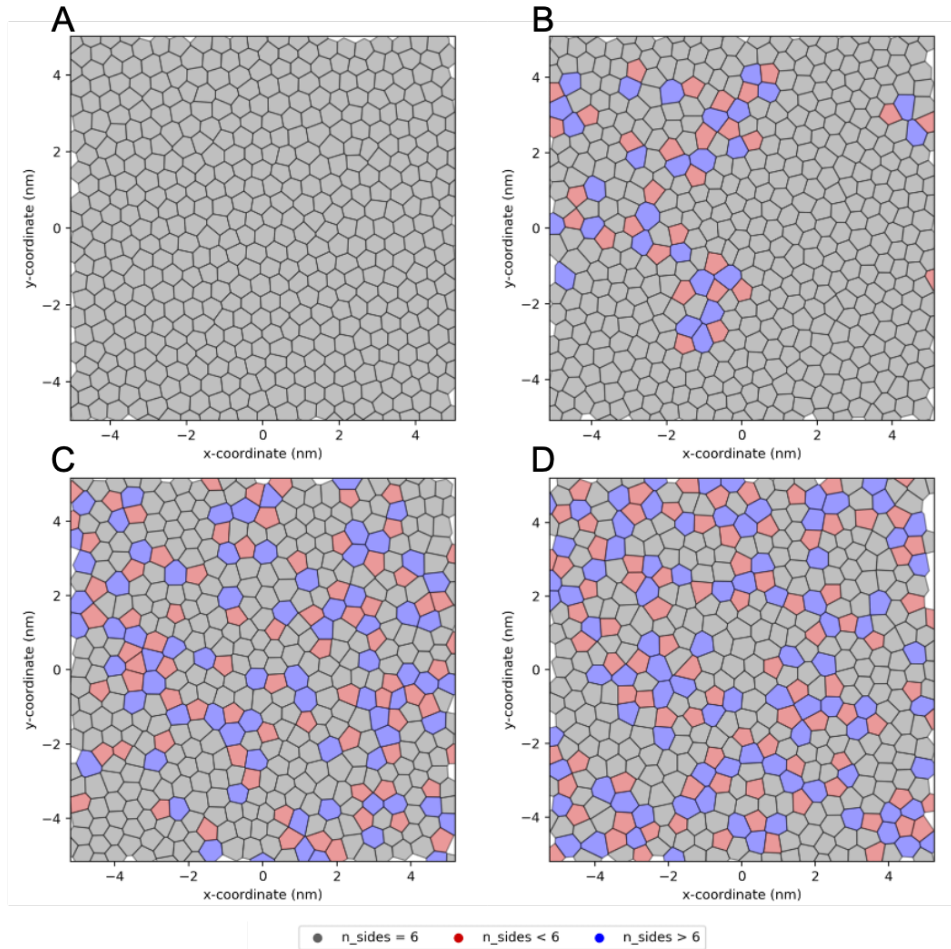 A
B
y-coordinate (nm)
4
2
0
−2
−4
−4
−2
0
2
4
x-coordinate (nm)
y-coordinate (nm)
4
2
0
−2
−4
−4
−2
0
2
4
x-coordinate (nm)
C
D
y-coordinate (nm)
4
2
0
−2
−4
−4
−2
0
2
4
x-coordinate (nm)
y-coordinate (nm)
4
2
0
−2
−4
−4
−2
0
2
4
x-coordinate (nm)
n_sides = 6
n_sides < 6
n_sides > 6